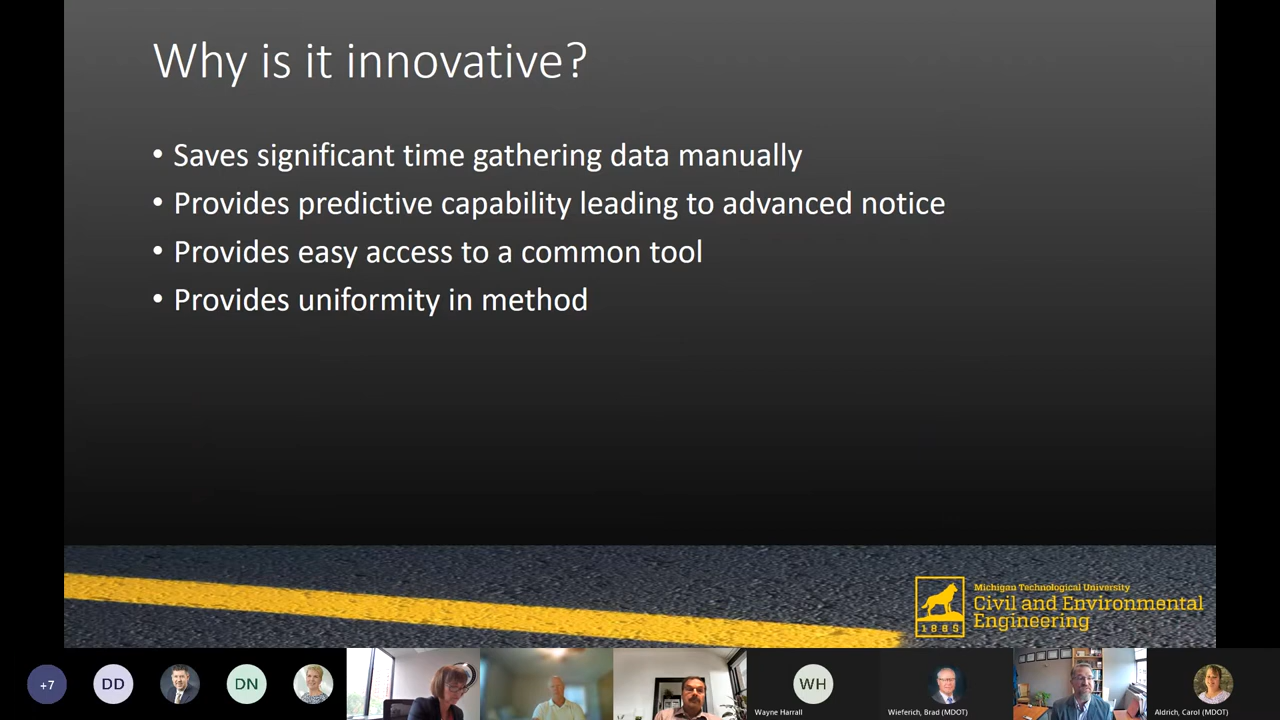 Why is it innovative?
• Saves significant time gathering data manually
• Provides predictive capability leading to advanced notice
• Provides easy access to a common tool
• Provides uniformity in method
Michigan Technological University
Civil and Environmental
Engineering
1885
+7
DD
DN
WH
Wayne Harrall
Wieferich, Brad (MDOT)
Aldrich, Carol (MDOT)